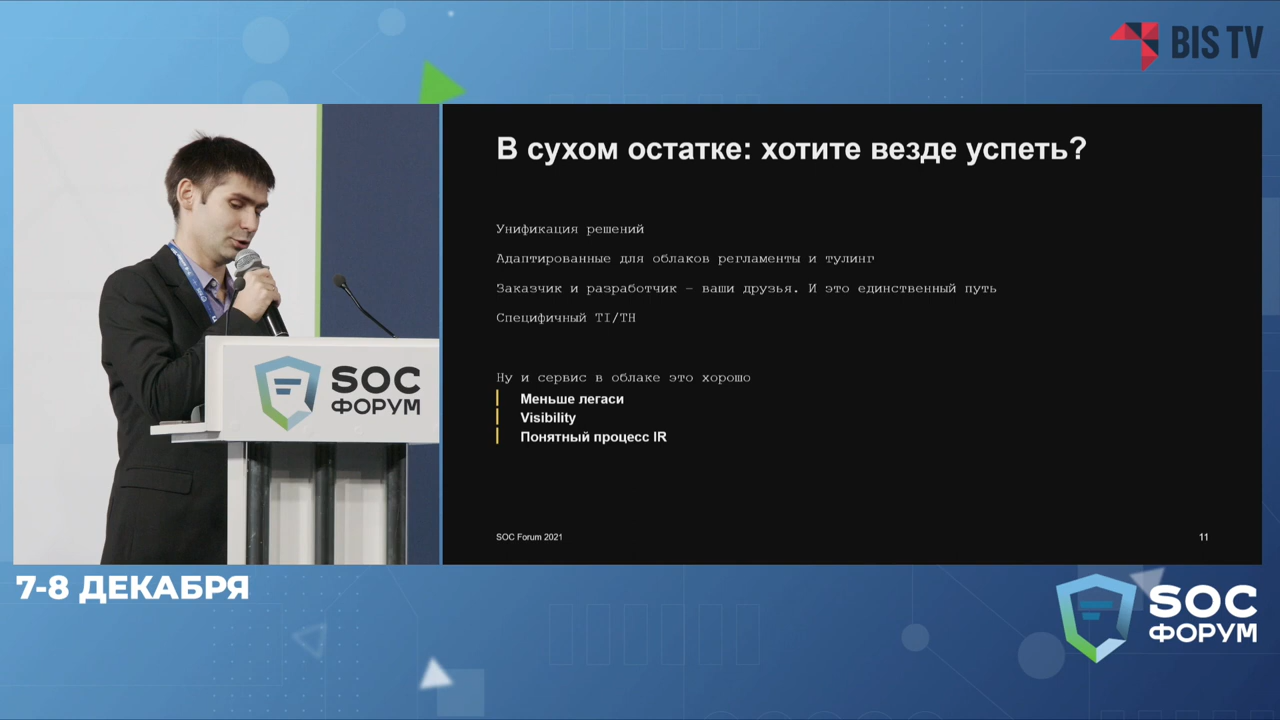 BIS TV
В сухом остатке: хотите везде успеть?
Унификация решений
Адаптированные для облаков регламенты и тулинг
Заказчик и разработчик – ваши друзья. И это единственный путь
Специфичный TI/TH
Ну и сервис в облаке это хорошо
Меньше легаси
Visibility
Понятный процесс IR
SOC Forum 2021
11
SOC
ФОРУМ
7-8 ДЕКАБРЯ
SOC
ФОРУМ